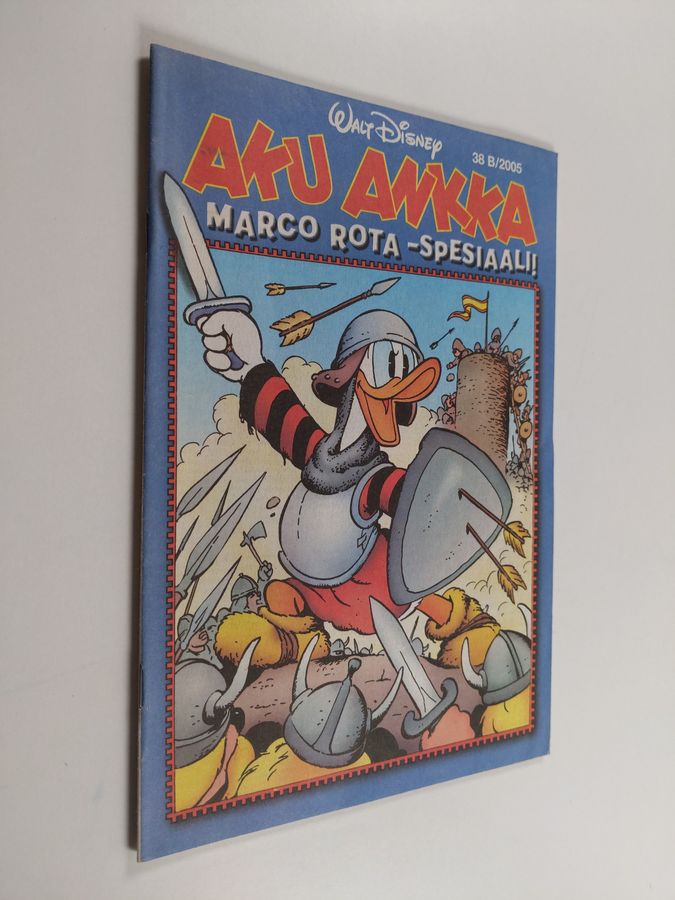 WALT DISNEY
38 B/2005
AKU ANKKA
MARCO ROTA -SPESIAALI!